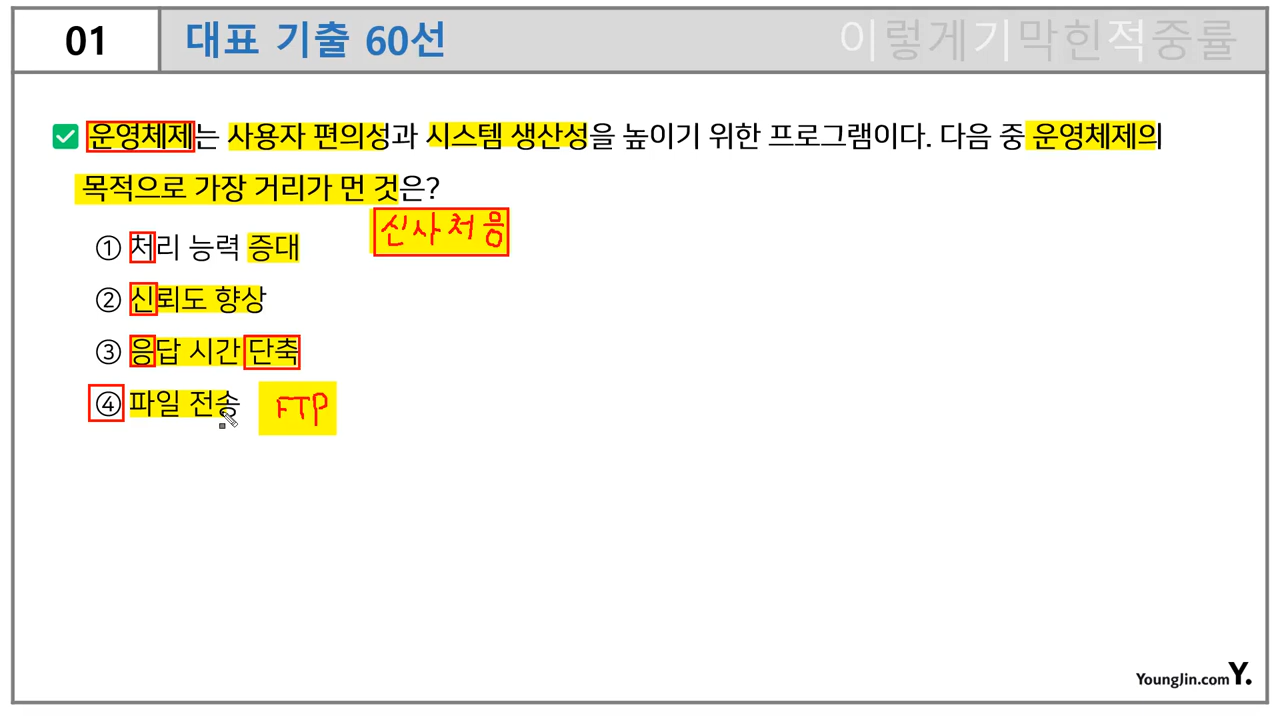 01
대표 기출 60선
이렇게기막힌적중률
운영체제는 사용자 편의성과 시스템 생산성을 높이기 위한 프로그램이다. 다음 중 운영체제의
목적으로 가장 거리가 먼 것은?
신사처응
① 처리 능력 증대
② 신뢰도 향상
③ 응답 시간 단축
④ 파일 전송
FTP
YoungJin.com Y.